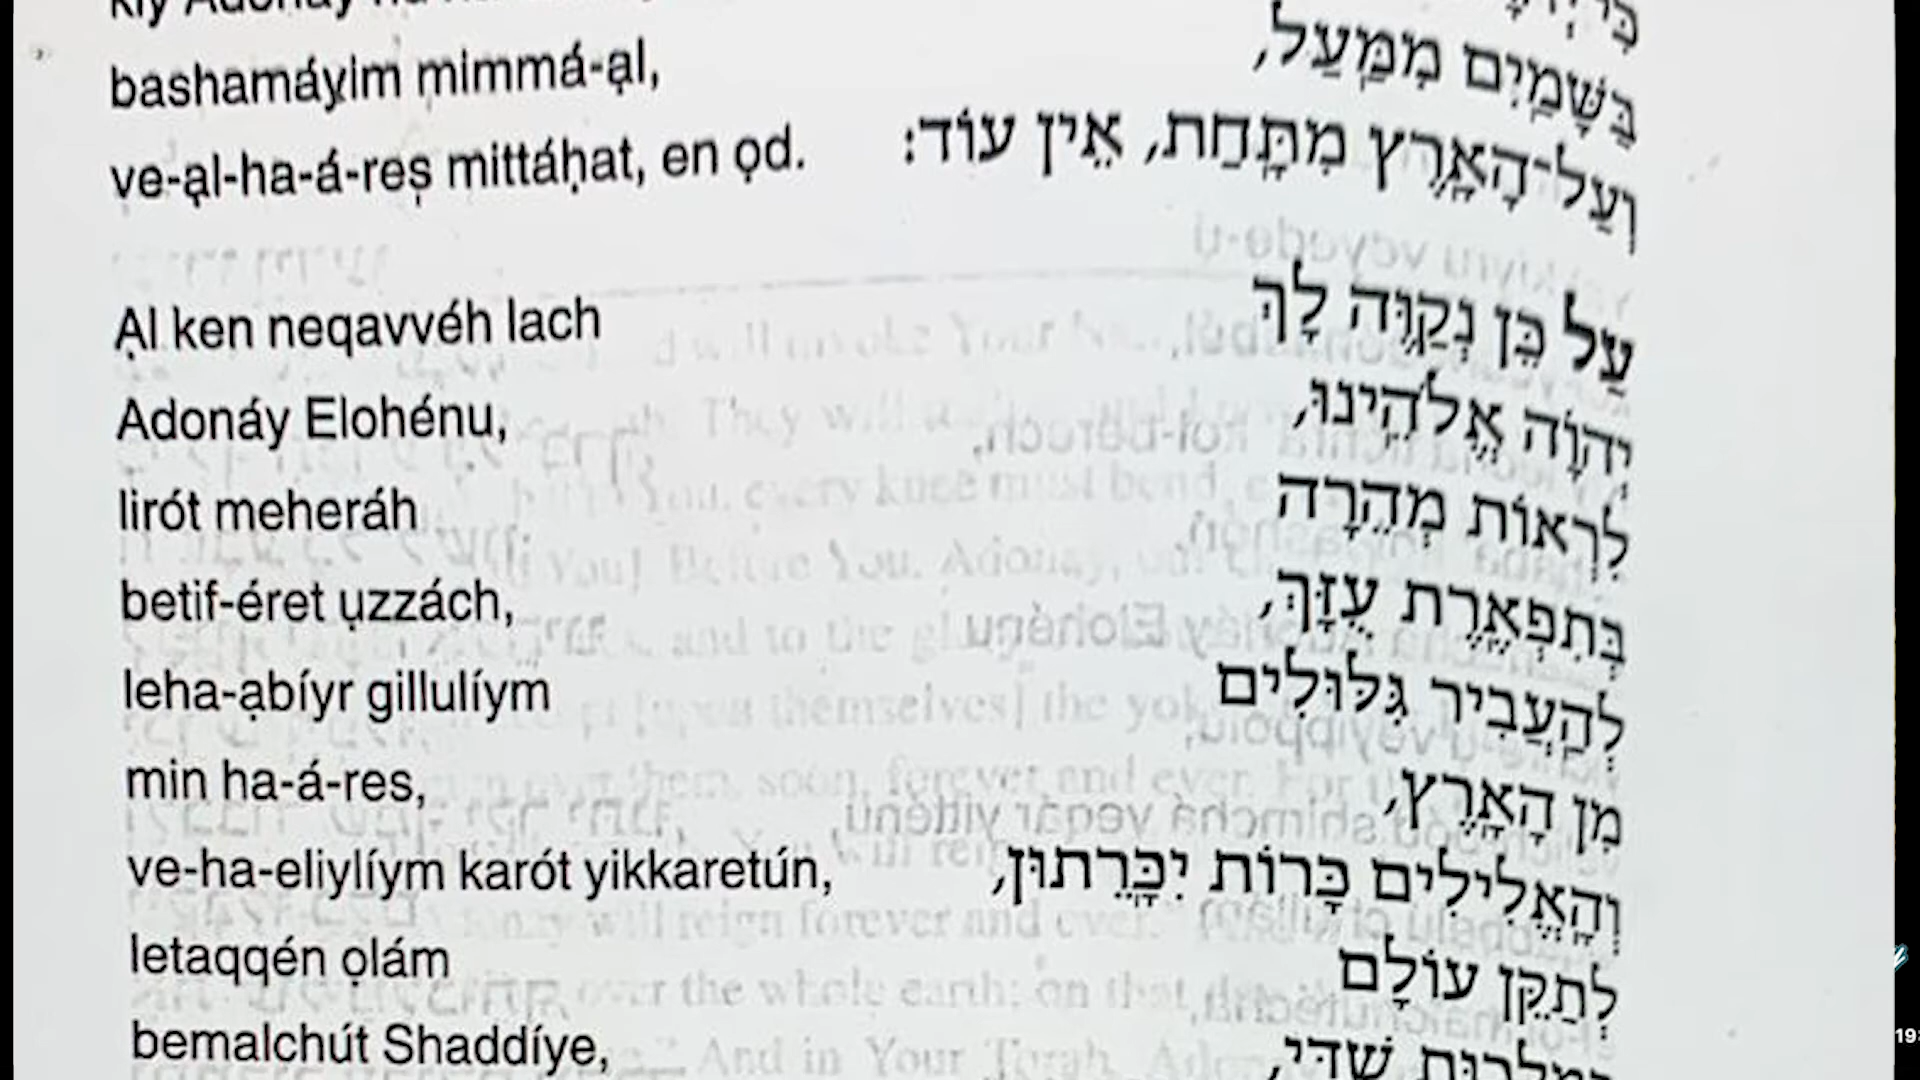 bashamáyim mimmá-ạl,
בַּשָּׁמַיִם מִמַּעַל,
ve-ạl-ha-á-reṣ mittáḥat, en ọd.
וְעַל־הָאָרֶץ מִתָּחַת, אֵין עוֹד:
Ạl ken neqavvéh lach
עַל כֵּן נְקַוֶּה לָךְ
Adonáy Elohénu,
יְהוָֹה אֱלֹהֵינוּ,
lirót meheráh
לִרְאוֹת מְהֵרָה
betif-éret ụzzách,
בְּתִפְאֶרֶת עֻזָּךְ,
leha-ạbíyr gillulíym
לְהַעֲבִיר גִּלּוּלִים
min ha-á-res,
מִן הָאָרֶץ,
ve-ha-eliylíym karót yikkaretún,
וְהָאֱלִילִים כָּרוֹת יִכָּרֵתוּן,
letaqqén ọlám
לְתַקֵּן עוֹלָם
bemalchút Shaddíye,
שַׁדַּי,